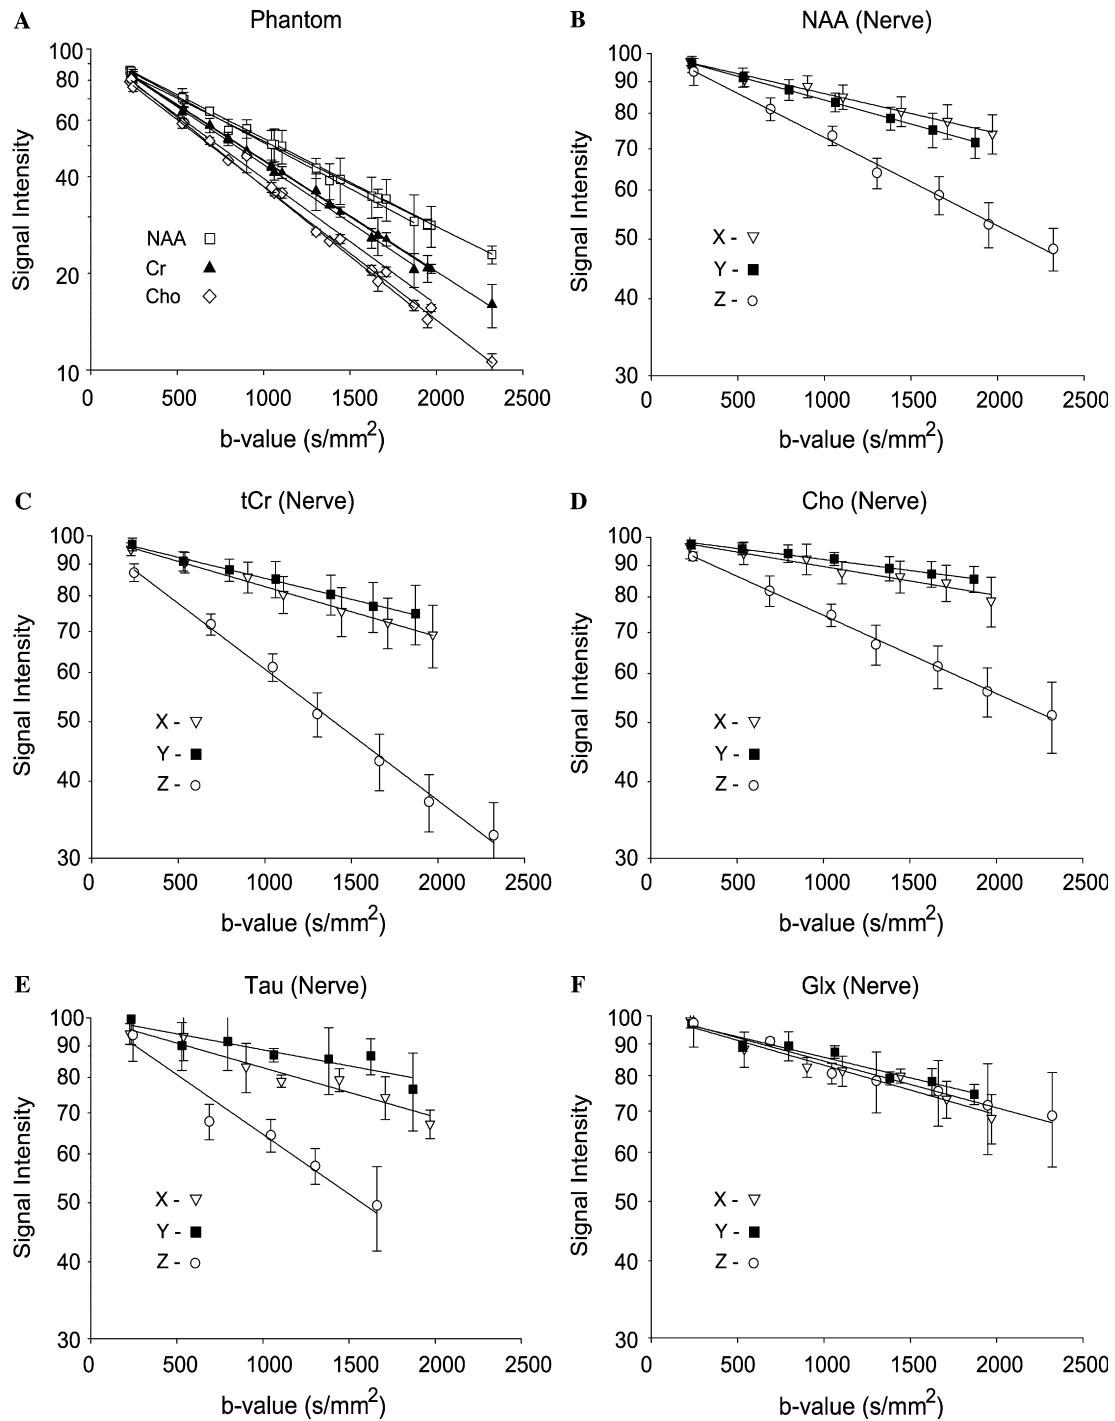 A Phantom
100
80
60
40
20
10
Signal Intensity
NAA
Cr
Cho
0 500 1000 1500 2000 2500
b-value (s/mm²)
B NAA (Nerve)
100
90
80
70
60
50
40
30
Signal Intensity
X -
Y -
Z -
0 500 1000 1500 2000 2500
b-value (s/mm²)
C tCr (Nerve)
100
90
80
70
60
50
40
30
Signal Intensity
X -
Y -
Z -
0 500 1000 1500 2000 2500
b-value (s/mm²)
D Cho (Nerve)
100
90
80
70
60
50
40
30
Signal Intensity
X -
Y -
Z -
0 500 1000 1500 2000 2500
b-value (s/mm²)
E Tau (Nerve)
100
90
80
70
60
50
40
30
Signal Intensity
X -
Y -
Z -
0 500 1000 1500 2000 2500
b-value (s/mm²)
F Glx (Nerve)
100
90
80
70
60
50
40
30
Signal Intensity
X -
Y -
Z -
0 500 1000 1500 2000 2500
b-value (s/mm²)